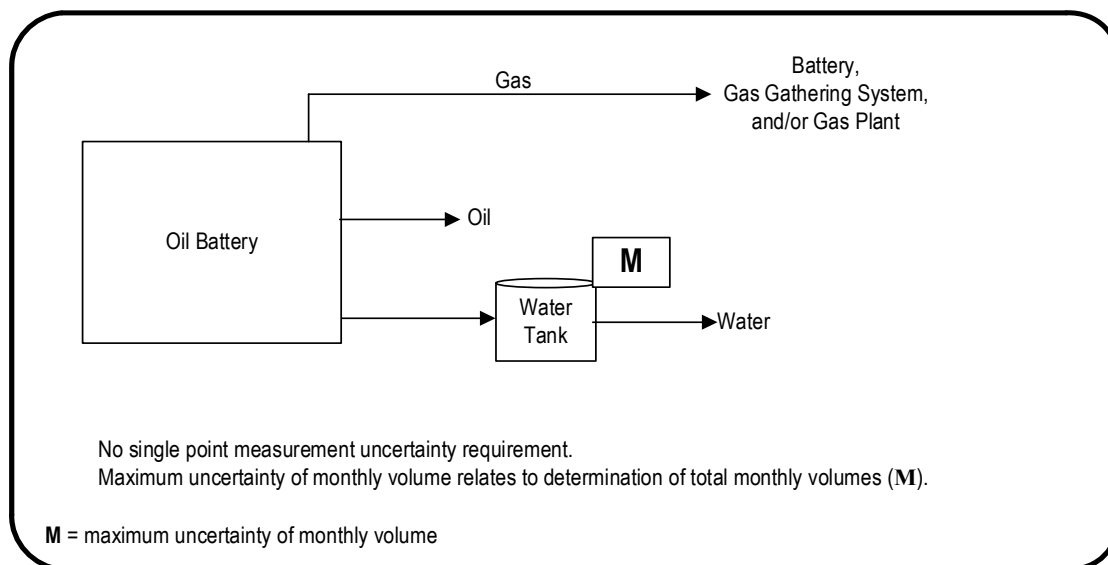 Gas
Battery,
Gas Gathering System,
and/or Gas Plant
Oil Battery
Oil
M
Water
Tank
Water
No single point measurement uncertainty requirement.
Maximum uncertainty of monthly volume relates to determination of total monthly volumes (M).
M = maximum uncertainty of monthly volume